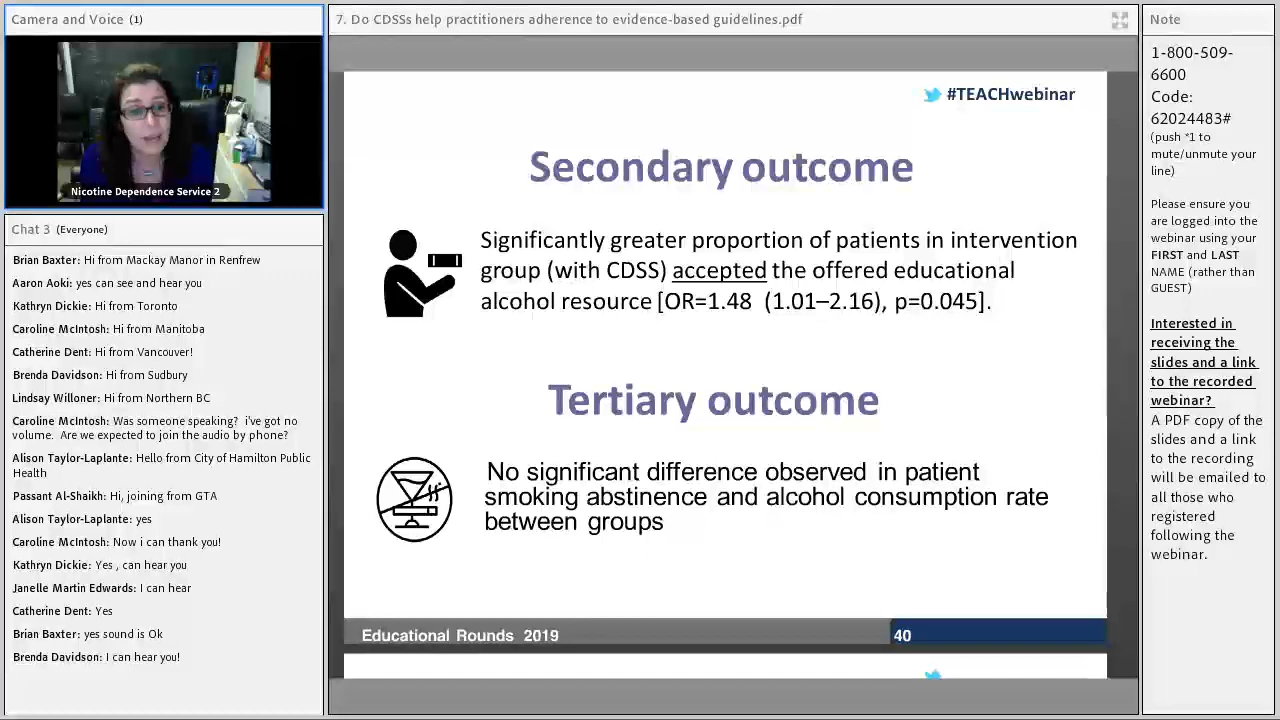 Camera and Voice (1)
Nicotine Dependence Service 2
Chat 3 (Everyone)
Brian Baxter: Hi from Mackay Manor in Renfrew
Aaron Aoki: yes can see and hear you
Kathryn Dickie: Hi from Toronto
Caroline McIntosh: Hi from Manitoba
Catherine Dent: Hi from Vancouver!
Brenda Davidson: Hi from Sudbury
Lindsay Willoner: Hi from Northern BC
Caroline McIntosh: Was someone speaking? i've got no
volume. Are we expected to join the audio by phone?
Alison Taylor-Laplante: Hello from City of Hamilton Public
Health
Passant Al-Shaikh: Hi, joining from GTA
Alison Taylor-Laplante: yes
Caroline McIntosh: Now i can thank you!
Kathryn Dickie: Yes , can hear you
Janelle Martin Edwards: I can hear
Catherine Dent: Yes
Brian Baxter: yes sound is Ok
Brenda Davidson: I can hear you!
7. Do CDSSs help practitioners adherence to evidence-based guidelines.pdf
#TEACHwebinar
Secondary outcome
Significantly greater proportion of patients in intervention
group (with CDSS) accepted the offered educational
alcohol resource [OR=1.48 (1.01–2.16), p=0.045].
Tertiary outcome
No significant difference observed in patient
smoking abstinence and alcohol consumption rate
between groups
Educational Rounds 2019
40
Note
1-800-509-
6600
Code:
62024483#
(push *1 to
mute/unmute your
line)
Please ensure you
are logged into the
webinar using your
FIRST and LAST
NAME (rather than
GUEST)
Interested in
receiving the
slides and a link
to the recorded
webinar?
A PDF copy of the
slides and a link
to the recording
will be emailed to
all those who
registered
following the
webinar.